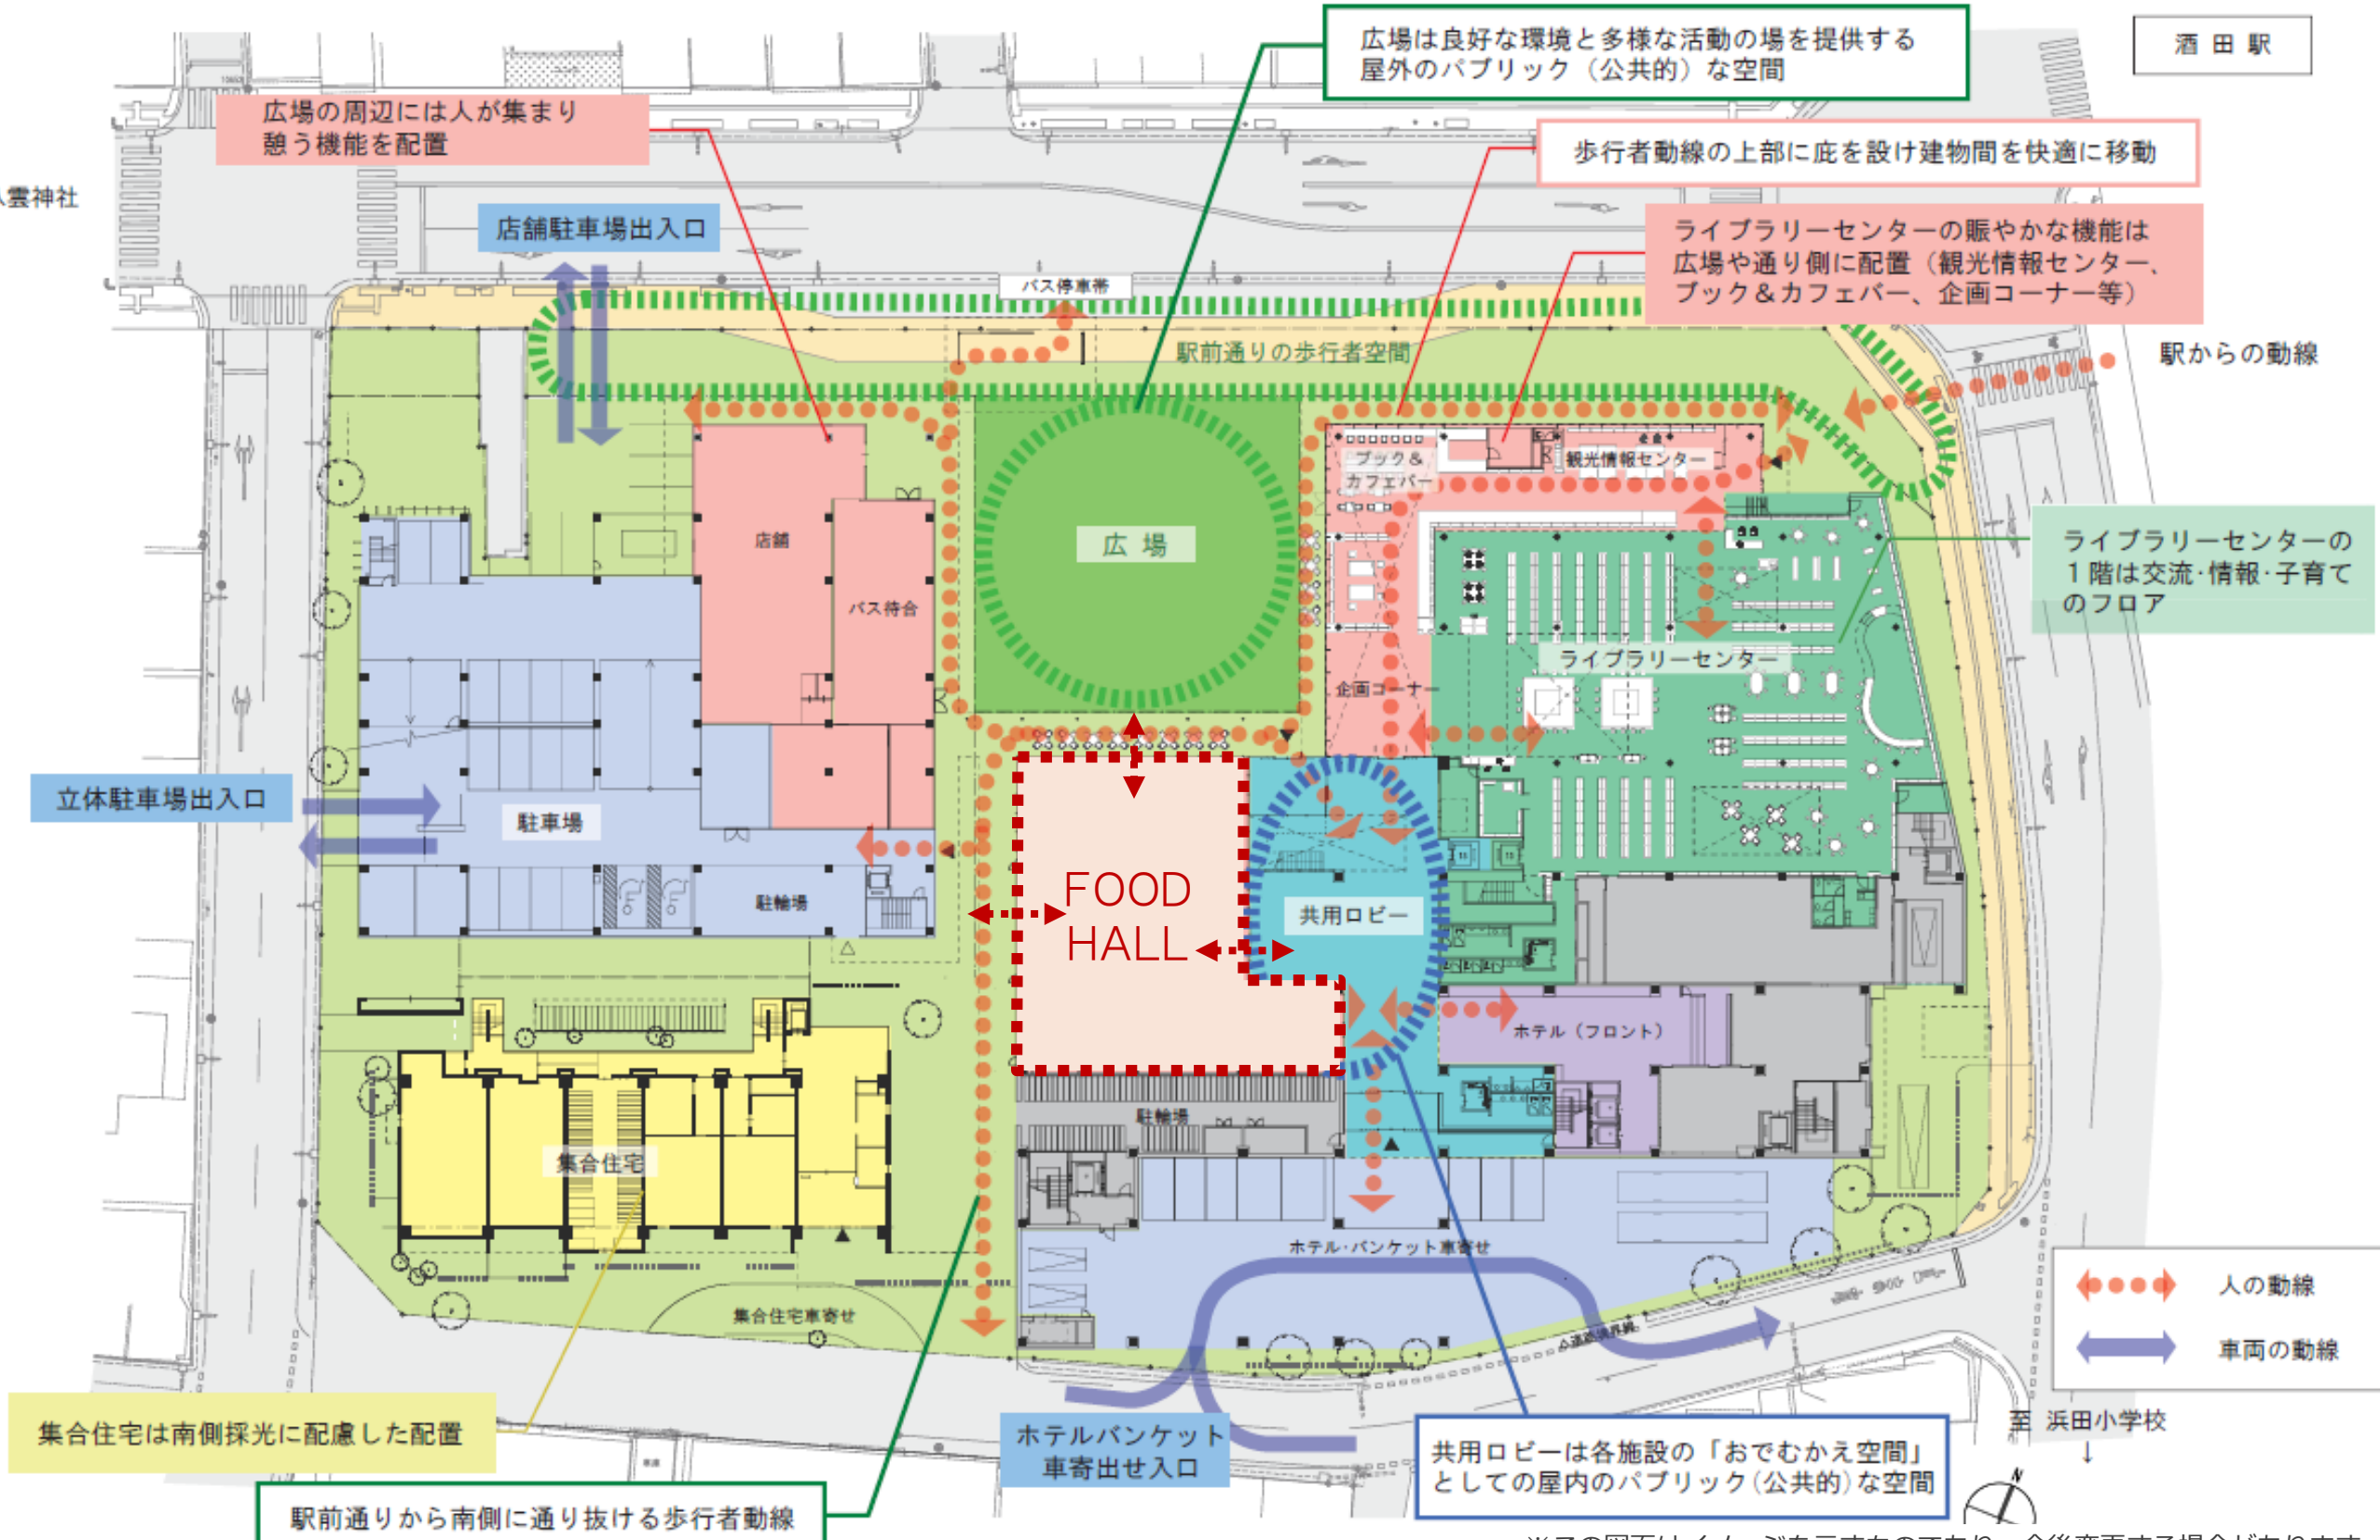 広場は良好な環境と多様な活動の場を提供する
屋外のパブリック（公共的）な空間
酒田駅
広場の周辺には人が集まり
憩う機能を配置
歩行者動線の上部に庇を設け建物間を快適に移動
雲神社
店舗駐車場出入口
ライブラリーセンターの賑やかな機能は
広場や通り側に配置（観光情報センター、
ブック＆カフェバー、企画コーナー等）
バス停車帯
駅前通りの歩行者空間
駅からの動線
ブック＆
カフェバー
観光情報センター
店舗
広場
ライブラリーセンターの
１階は交流･情報･子育て
のフロア
バス待合
ライブラリーセンター
企画コーナー
立体駐車場出入口
駐車場
FOOD
HALL
駐輪場
共用ロビー
ホテル（フロント）
駐輪場
集合住宅
ホテル･バンケット車寄せ
集合住宅車寄せ
道路境界線
人の動線
車両の動線
集合住宅は南側採光に配慮した配置
ホテルバンケット
車寄出せ入口
共用ロビーは各施設の「おでむかえ空間」
としての屋内のパブリック（公共的）な空間
至 浜田小学校
↓
N
駅前通りから南側に通り抜ける歩行者動線